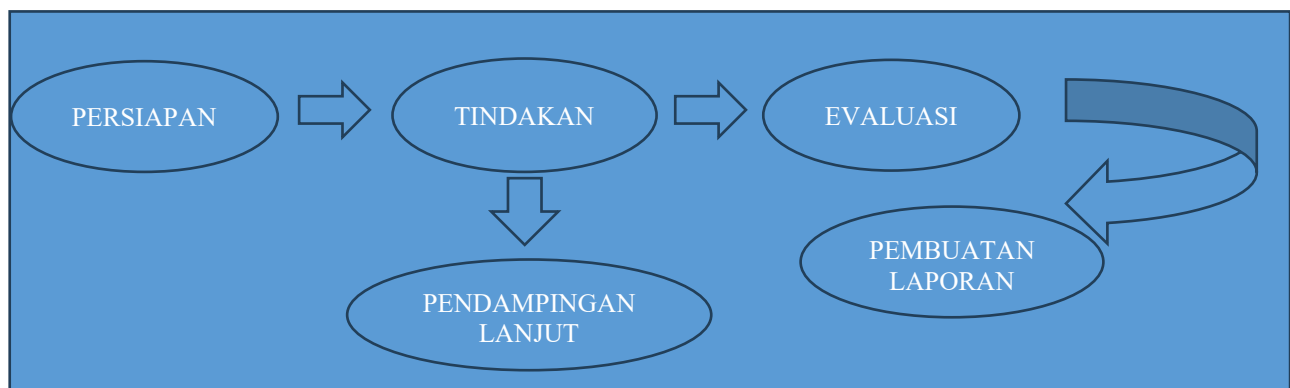 PERSIAPAN
TINDAKAN
EVALUASI
PEMBUATAN
LAPORAN
PENDAMPINGAN
LANJUT